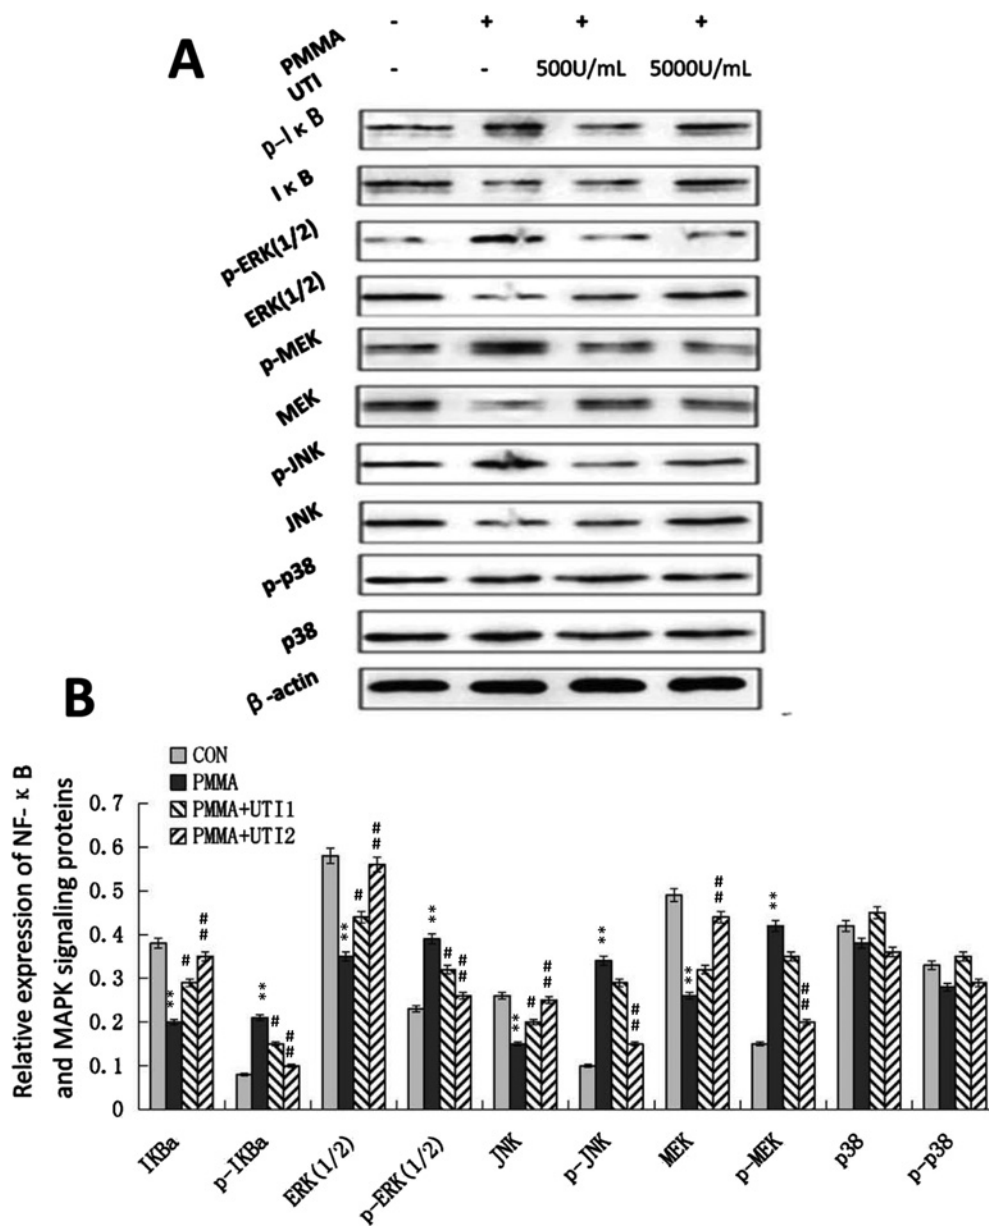 A
PMMA - + + +
UTI - - 500U/mL 5000U/mL
p-IκB
IκB
p-ERK(1/2)
ERK(1/2)
p-MEK
MEK
p-JNK
JNK
p-p38
p38
β-actin
B
Relative expression of NF-κB
and MAPK signaling proteins
CON
PMMA
PMMA+UTI1
PMMA+UTI2
0.7
0.6
0.5
0.4
0.3
0.2
0.1
0
** # ##
** # ##
** # ##
** # ##
** # ##
** ##
** ##
** ##
IKBa p-IKBa ERK(1/2) p-ERK(1/2) JNK p-JNK MEK p-MEK p38 p-p38